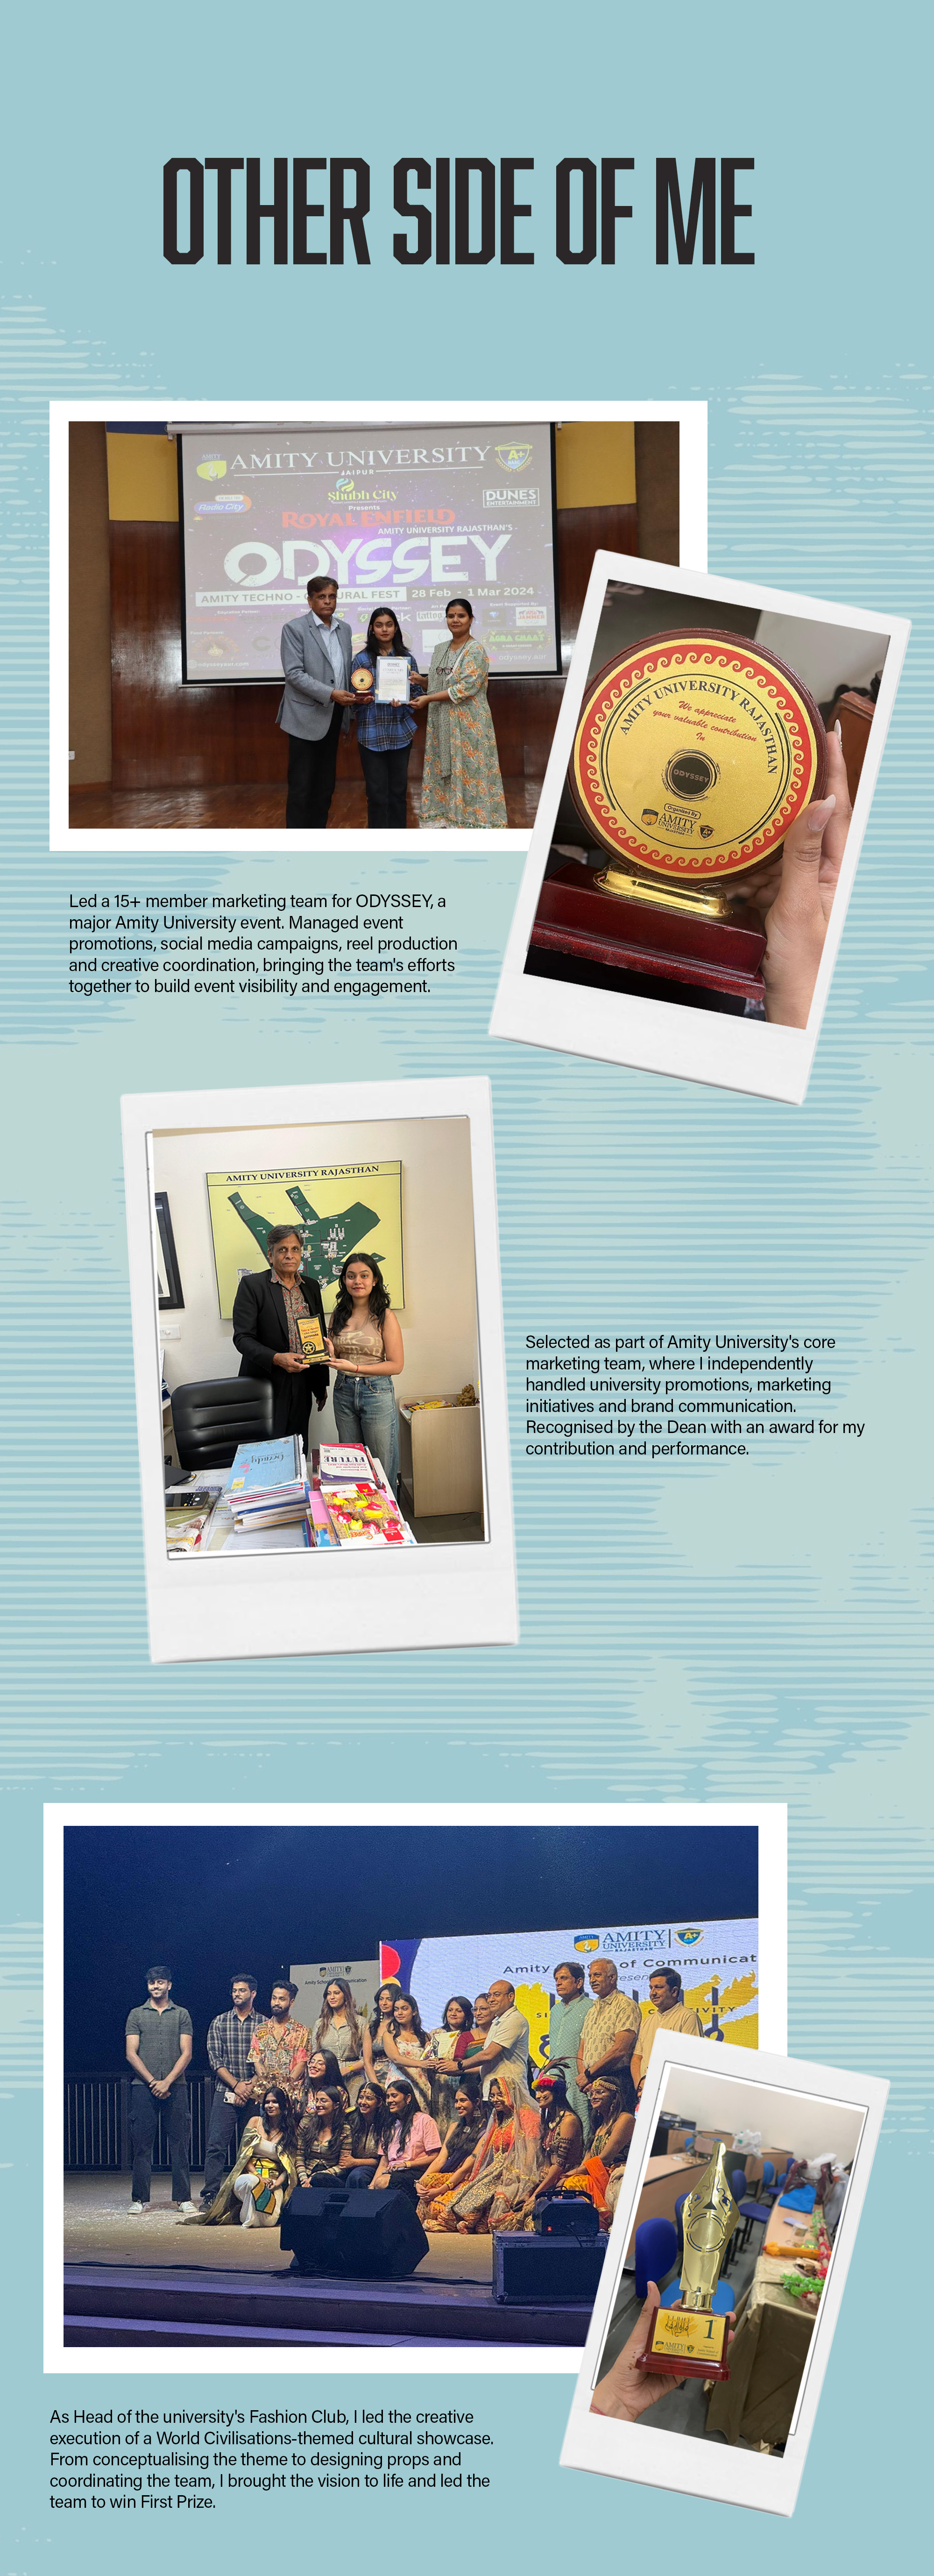 OTHER SIDE OF ME
AMITY UNIVERSITY
JAIPUR
Shubh City
Radio City
Presents
DUNES
ENTERTAINMENT
ROYAL ENFIELD
AMITY UNIVERSITY RAJASTHAN'S
ODYSSEY
28 Feb - 1 Mar 2024
AMITY UNIVERSITY RAJASTHAN
We appreciate
your valuable contribution
In
ODYSSEY
Organized By
AMITY
UNIVERSITY
Led a 15+ member marketing team for ODYSSEY, a
major Amity University event. Managed event
promotions, social media campaigns, reel production
and creative coordination, bringing the team's efforts
together to build event visibility and engagement.
AMITY UNIVERSITY RAJASTHAN
FUTURE
Selected as part of Amity University's core
marketing team, where I independently
handled university promotions, marketing
initiatives and brand communication.
Recognised by the Dean with an award for my
contribution and performance.
AMITY
UNIVERSITY
RAJASTHAN
Amity of Communicat
1
AMITY
As Head of the university's Fashion Club, I led the creative
execution of a World Civilisations-themed cultural showcase.
From conceptualising the theme to designing props and
coordinating the team, I brought the vision to life and led the
team to win First Prize.